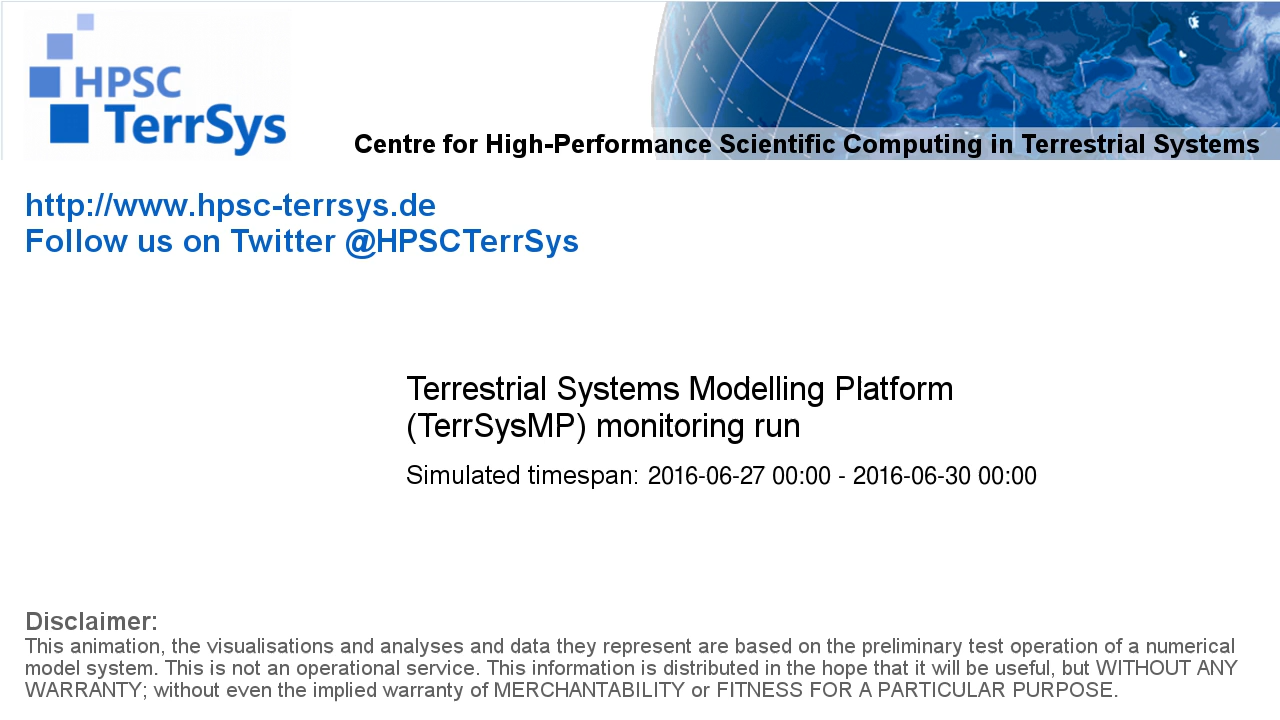 HPSC
TerrSys
Centre for High-Performance Scientific Computing in Terrestrial Systems
http://www.hpsc-terrsys.de
Follow us on Twitter @HPSCTerrSys
Terrestrial Systems Modelling Platform
(TerrSysMP) monitoring run
Simulated timespan: 2016-06-27 00:00 - 2016-06-30 00:00
Disclaimer:
This animation, the visualisations and analyses and data they represent are based on the preliminary test operation of a numerical
model system. This is not an operational service. This information is distributed in the hope that it will be useful, but WITHOUT ANY
WARRANTY; without even the implied warranty of MERCHANTABILITY or FITNESS FOR A PARTICULAR PURPOSE.